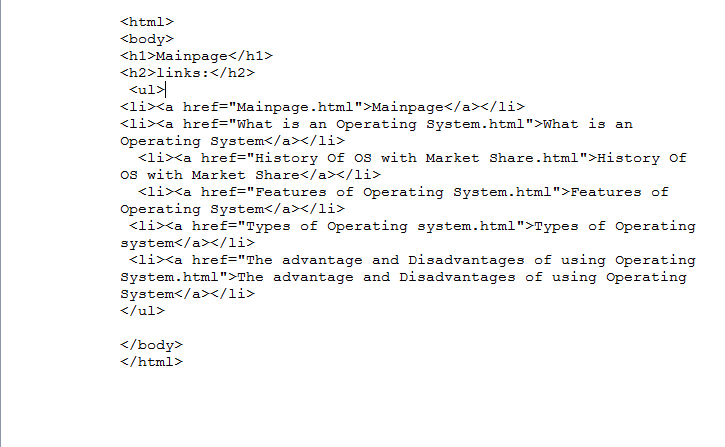 <html>
<body>
<h1>Mainpage</h1>
<h2>links:</h2>
<ul>
<li><a href="Mainpage.html">Mainpage</a></li>
<li><a href="What is an Operating System.html">What is an
Operating System</a></li>
<li><a href="History Of OS with Market Share.html">History Of
OS with Market Share</a></li>
<li><a href="Features of Operating System.html">Features of
Operating System</a></li>
<li><a href="Types of Operating system.html">Types of Operating
system</a></li>
<li><a href="The advantage and Disadvantages of using Operating
System.html">The advantage and Disadvantages of using Operating
System</a></li>
</ul>
</body>
</html>